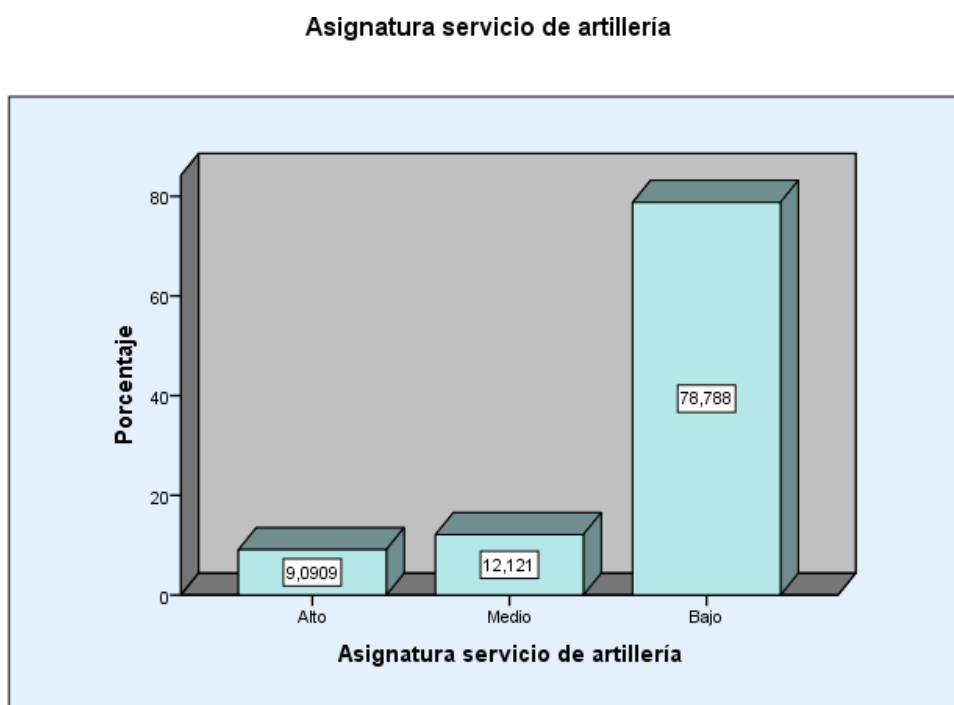 Asignatura servicio de artillería
Porcentaje
80
60
40
20
0
9,0909
12,121
78,788
Alto
Medio
Bajo
Asignatura servicio de artillería